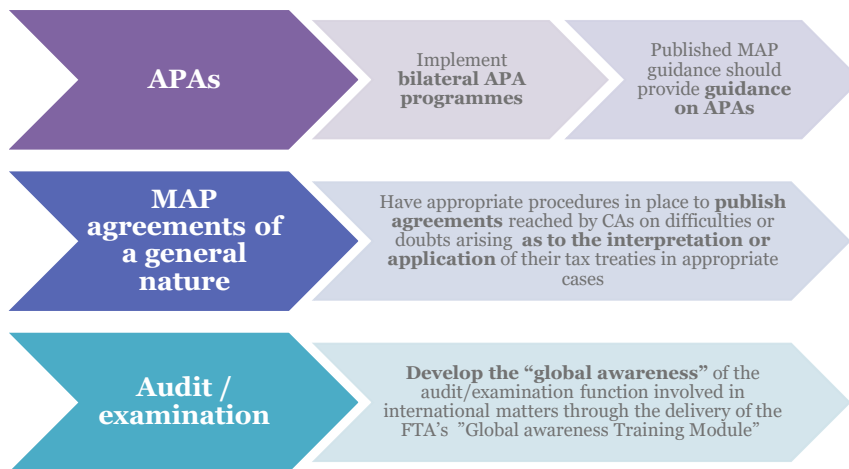 APAs
Implement
bilateral APA
programmes
Published MAP
guidance should
provide guidance
on APAs
MAP
agreements of
a general
nature
Have appropriate procedures in place to publish
agreements reached by CAs on difficulties or
doubts arising as to the interpretation or
application of their tax treaties in appropriate
cases
Audit /
examination
Develop the “global awareness” of the
audit/examination function involved in
international matters through the delivery of the
FTA's ”Global awareness Training Module”